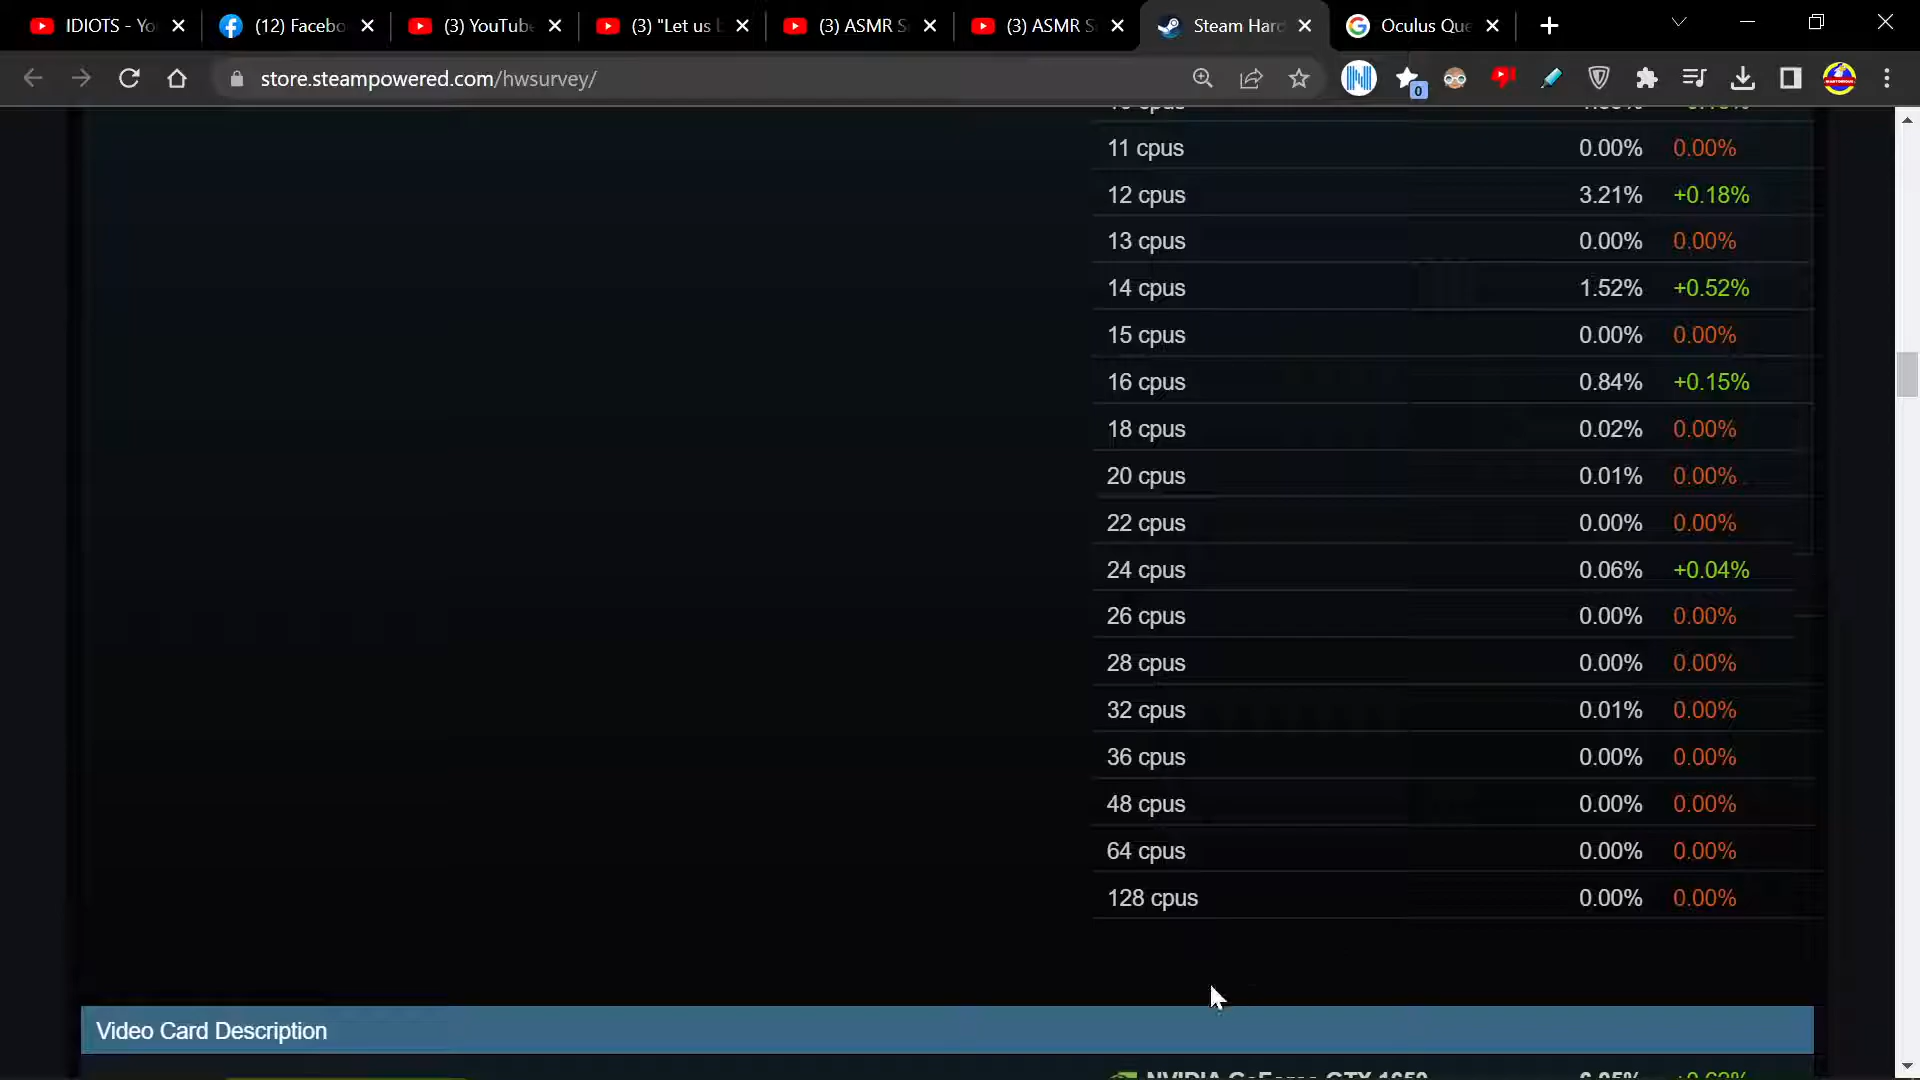 IDIOTS - Yo
(12) Facebo
(3) YouTube
(3) "Let us b
(3) ASMR S
(3) ASMR S
Steam Hard
Oculus Que
store.steampowered.com/hwsurvey/
0
11 cpus 0.00% 0.00%
12 cpus 3.21% +0.18%
13 cpus 0.00% 0.00%
14 cpus 1.52% +0.52%
15 cpus 0.00% 0.00%
16 cpus 0.84% +0.15%
18 cpus 0.02% 0.00%
20 cpus 0.01% 0.00%
22 cpus 0.00% 0.00%
24 cpus 0.06% +0.04%
26 cpus 0.00% 0.00%
28 cpus 0.00% 0.00%
32 cpus 0.01% 0.00%
36 cpus 0.00% 0.00%
48 cpus 0.00% 0.00%
64 cpus 0.00% 0.00%
128 cpus 0.00% 0.00%
Video Card Description
NVIDIA GeForce GTX 1650